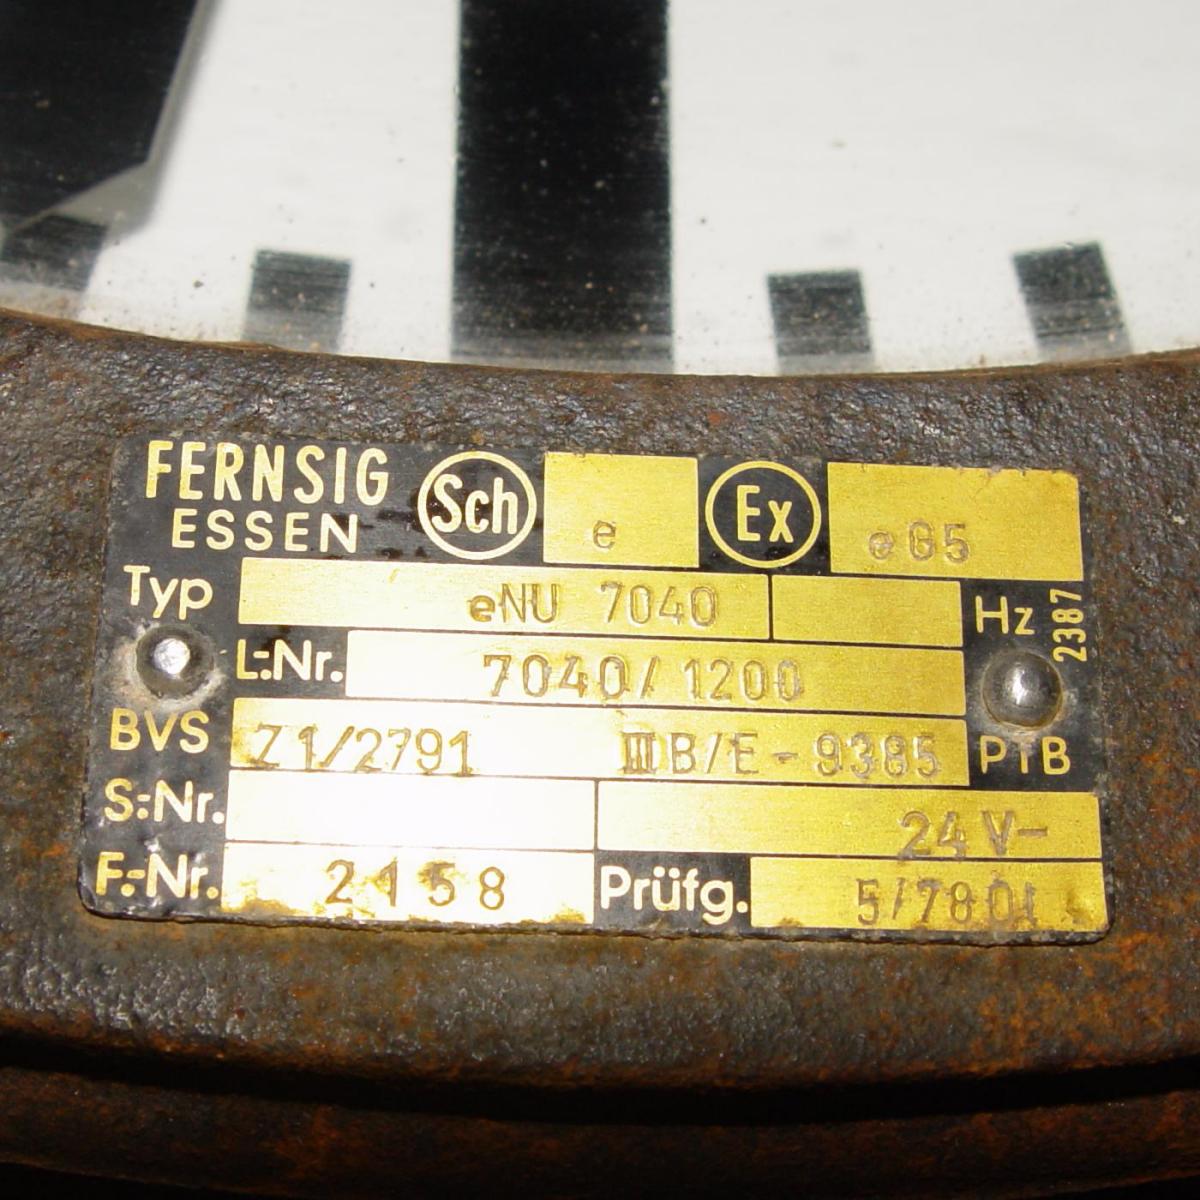 FERNSIG Sch e Ex eG5
ESSEN
Typ eNU 7040 Hz 2387
L-Nr. 7040/1200
BVS Z1/2791 IIIB/E-9385 PTB
S-Nr. 24V-
F-Nr. 2158 Prüfg. 5/7801